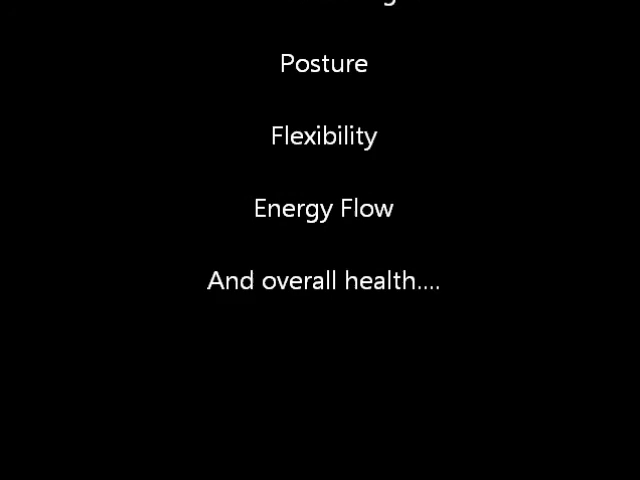 Posture
Flexibility
Energy Flow
And overall health....